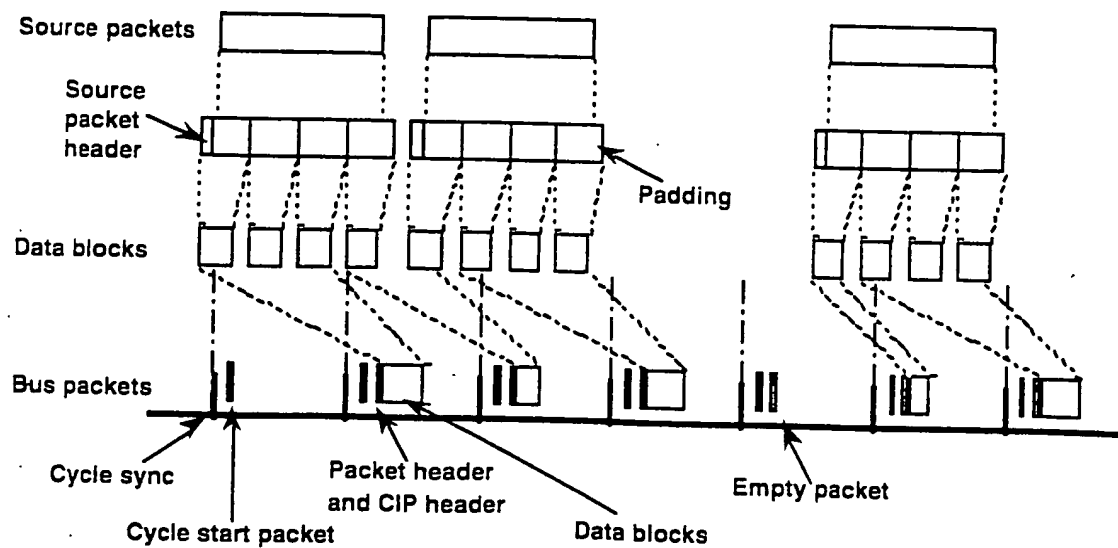 Source packets
Source
packet
header
Padding
Data blocks
Bus packets
Cycle sync
Packet header
and CIP header
Empty packet
Cycle start packet
Data blocks